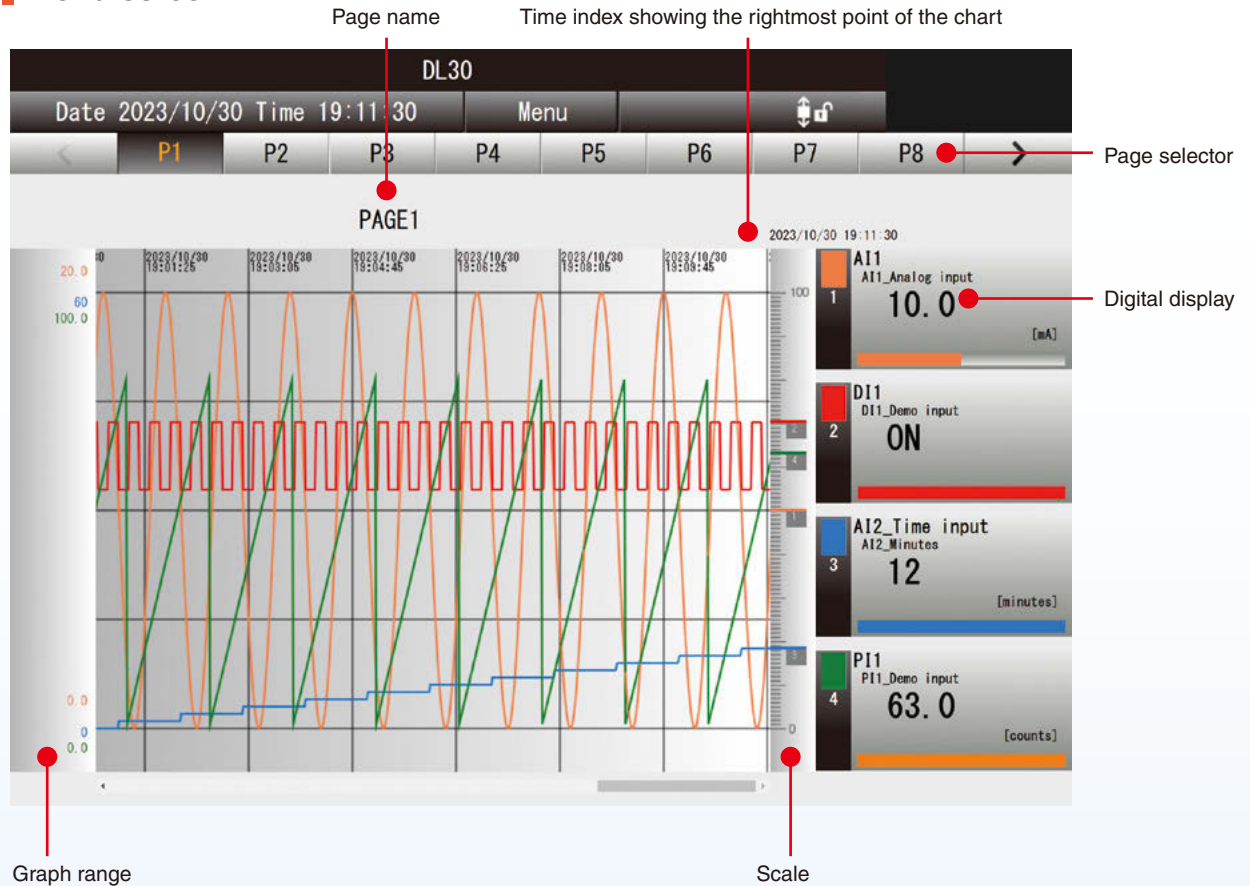 Page name
Time index showing the rightmost point of the chart
DL30
Date 2023/10/30 Time 19:11:30
Menu
P1
P2
P3
P4
P5
P6
P7
P8
>
Page selector
PAGE1
2023/10/30 19:11:30
20.0
60
100.0
2023/10/30
19:01:25
2023/10/30
19:03:05
2023/10/30
19:04:45
2023/10/30
19:06:25
2023/10/30
19:08:05
2023/10/30
19:09:45
100
2
4
1
3
0
AI1
AI1_Analog input
1
10.0
[mA]
Digital display
DI1
DI1_Demo input
2
ON
AI2_Time input
AI2_Minutes
3
12
[minutes]
PI1
PI1_Demo input
4
63.0
[counts]
0.0
0
0.0
Graph range
Scale